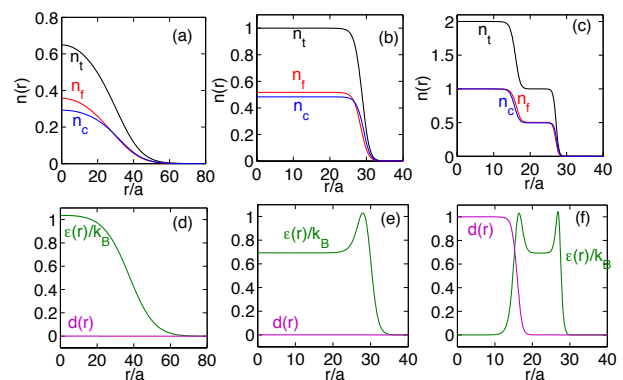 (a)
n_t
n_f
n_c
n(r)
0.8
0.6
0.4
0.2
0
0 20 40 60 80
r/a
(b)
n_t
n_f
n_c
n(r)
1
0.8
0.6
0.4
0.2
0
0 10 20 30 40
r/a
(c)
n_t
n_c
n_f
n(r)
2
1.5
1
0.5
0
0 10 20 30 40
r/a
(d)
ε(r)/k_B
d(r)
1
0.8
0.6
0.4
0.2
0
0 20 40 60 80
r/a
(e)
ε(r)/k_B
d(r)
1
0.8
0.6
0.4
0.2
0
0 10 20 30 40
r/a
(f)
d(r)
ε(r)/k_B
1
0.8
0.6
0.4
0.2
0
0 10 20 30 40
r/a